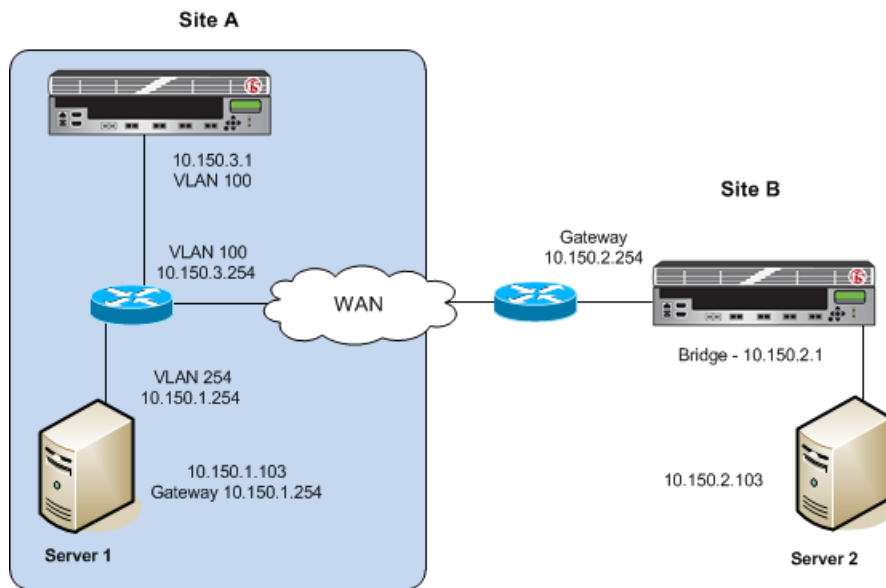 Site A
10.150.3.1
VLAN 100
VLAN 100
10.150.3.254
WAN
VLAN 254
10.150.1.254
10.150.1.103
Gateway 10.150.1.254
Server 1
Site B
Gateway
10.150.2.254
Bridge - 10.150.2.1
10.150.2.103
Server 2